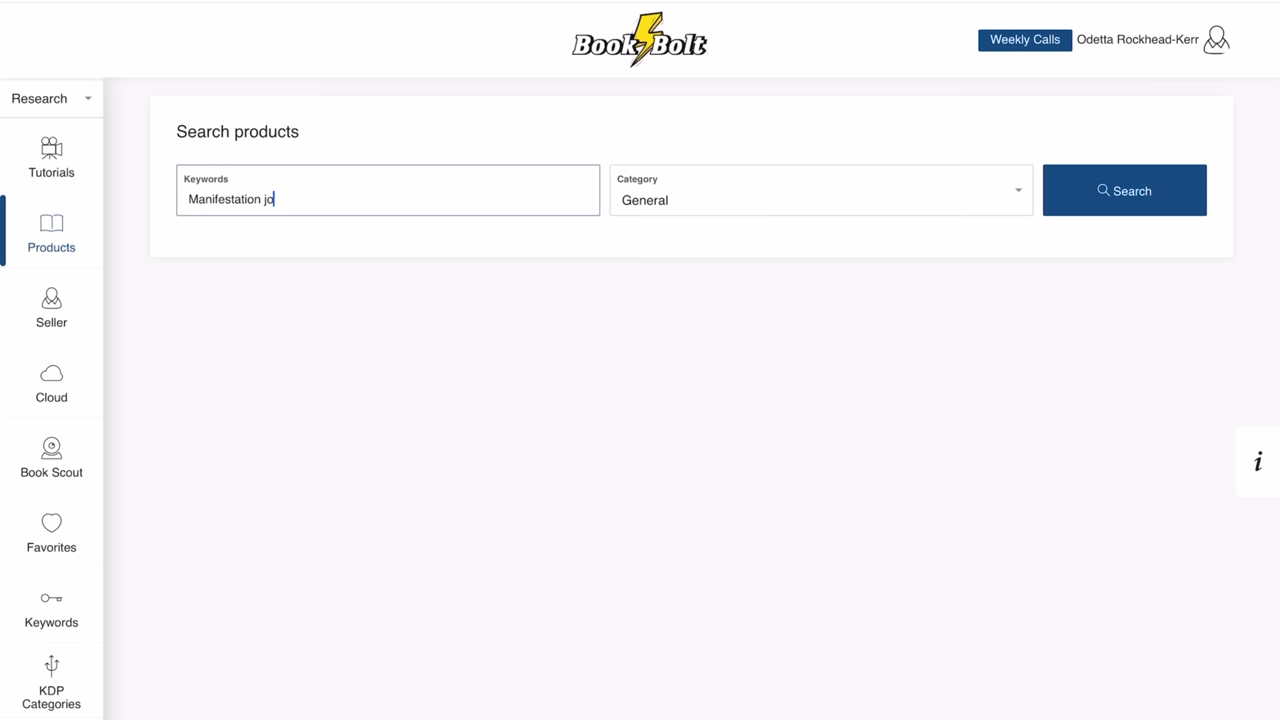 Book Bolt
Weekly Calls
Odetta Rockhead-Kerr
Research
Tutorials
Products
Seller
Cloud
Book Scout
Favorites
Keywords
KDP
Categories
Search products
Keywords
Manifestation jo
Category
General
Search
i